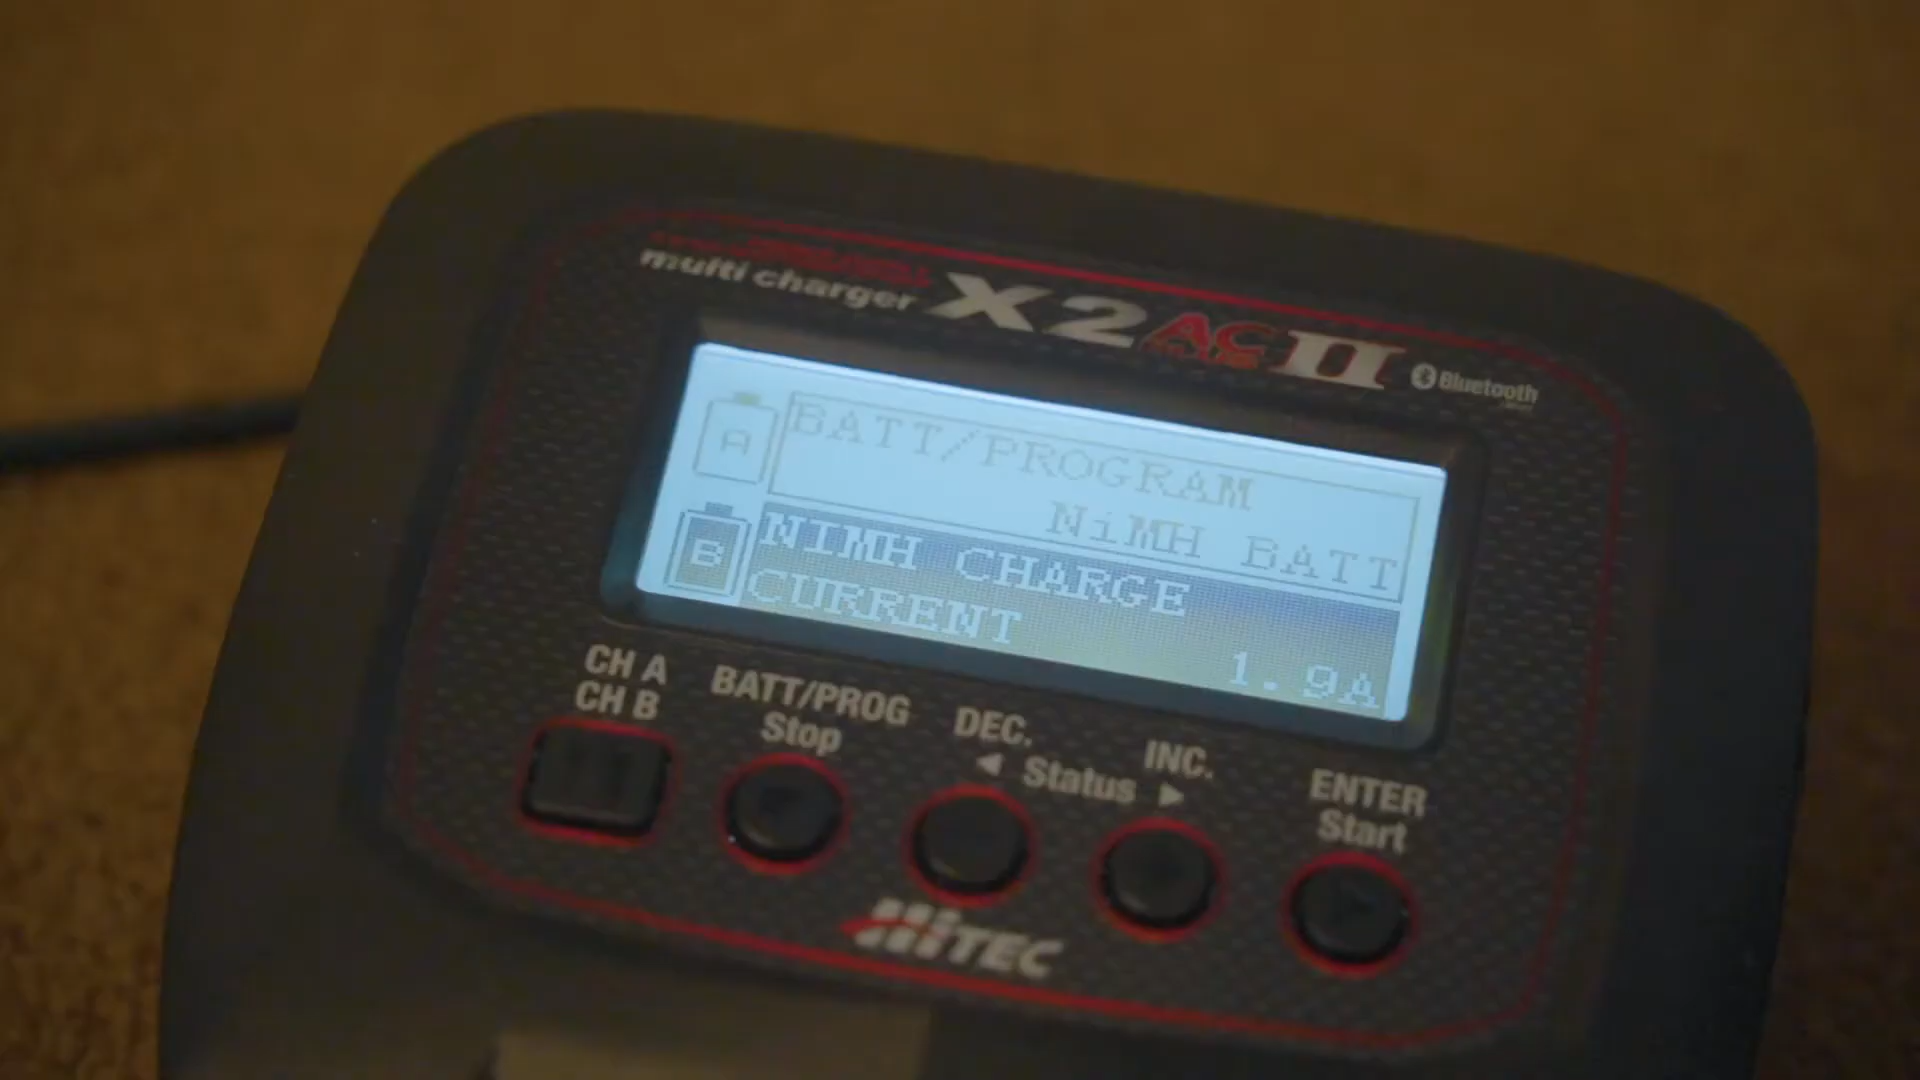 multi charger X2 AC PLUS II Bluetooth
A BATT/PROGRAM
NiMH BATT
B NIMH CHARGE
CURRENT
1.9A
CH A
CH B
BATT/PROG
Stop
DEC.
INC.
◄ Status ►
ENTER
Start
HiTEC